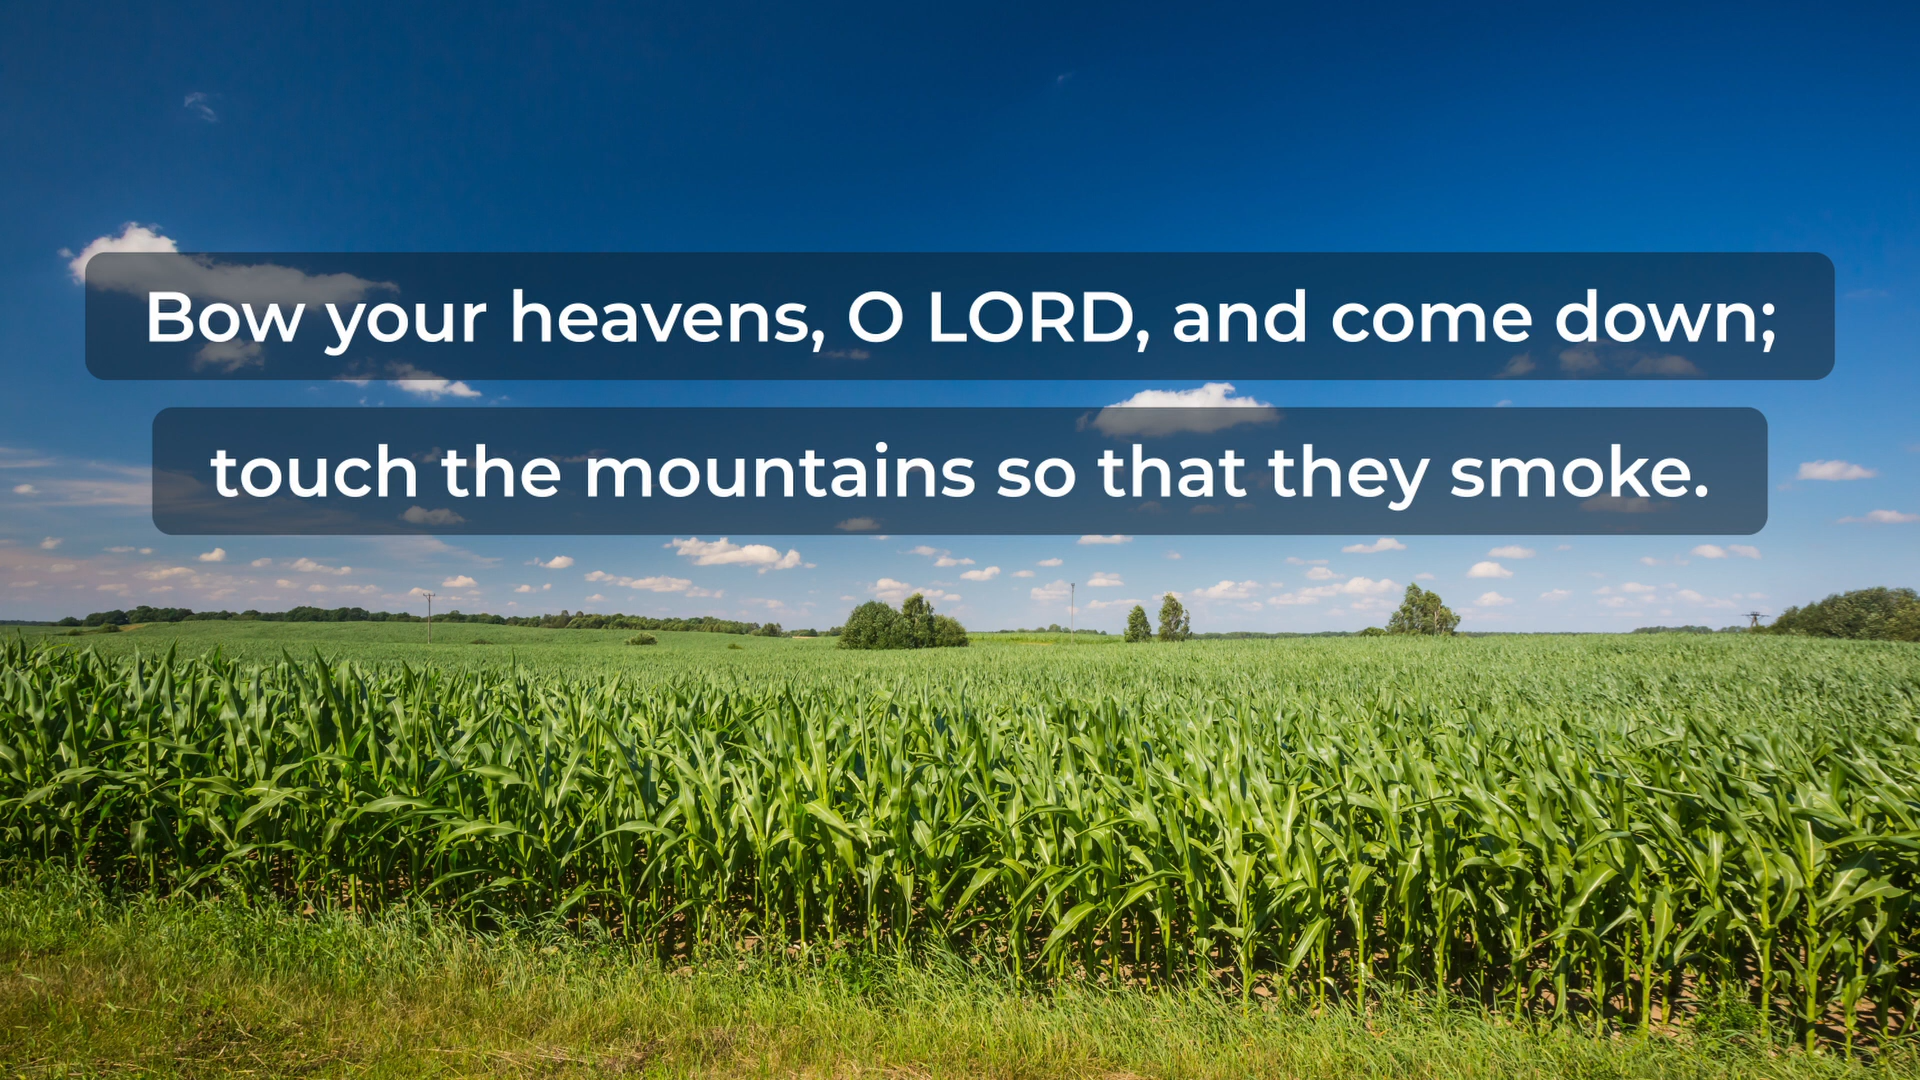 Bow your heavens, O LORD, and come down;
touch the mountains so that they smoke.